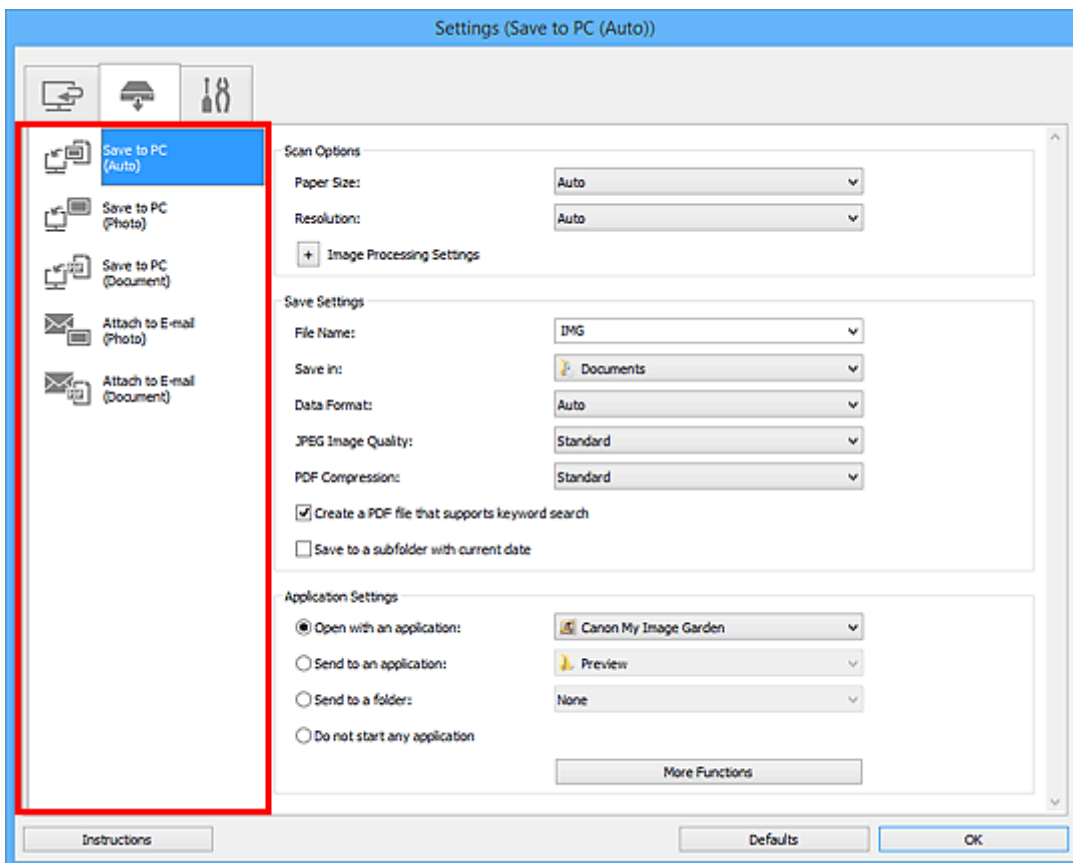 Settings (Save to PC (Auto))
Save to PC
(Auto)
Save to PC
(Photo)
Save to PC
(Document)
Attach to E-mail
(Photo)
Attach to E-mail
(Document)
Scan Options
Paper Size: Auto
Resolution: Auto
+ Image Processing Settings
Save Settings
File Name: IMG
Save in: Documents
Data Format: Auto
JPEG Image Quality: Standard
PDF Compression: Standard
Create a PDF file that supports keyword search
Save to a subfolder with current date
Application Settings
Open with an application: Canon My Image Garden
Send to an application: Preview
Send to a folder: None
Do not start any application
More Functions
Instructions Defaults OK